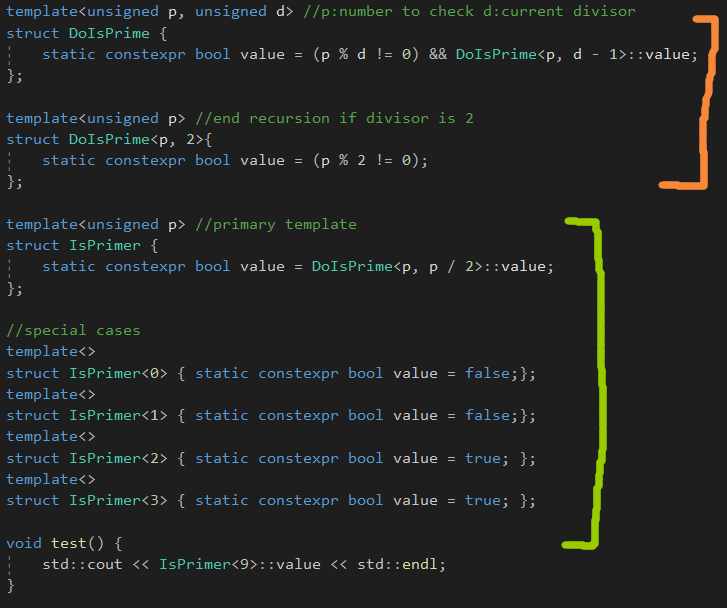 template<unsigned p, unsigned d> //p:number to check d:current divisor
struct DoIsPrime {
    static constexpr bool value = (p % d != 0) && DoIsPrime<p, d - 1>::value;
};
template<unsigned p> //end recursion if divisor is 2
struct DoIsPrime<p, 2>{
    static constexpr bool value = (p % 2 != 0);
};
template<unsigned p> //primary template
struct IsPrimer {
    static constexpr bool value = DoIsPrime<p, p / 2>::value;
};
//special cases
template<>
struct IsPrimer<0> { static constexpr bool value = false;};
template<>
struct IsPrimer<1> { static constexpr bool value = false;};
template<>
struct IsPrimer<2> { static constexpr bool value = true; };
template<>
struct IsPrimer<3> { static constexpr bool value = true; };
void test() {
    std::cout << IsPrimer<9>::value << std::endl;
}